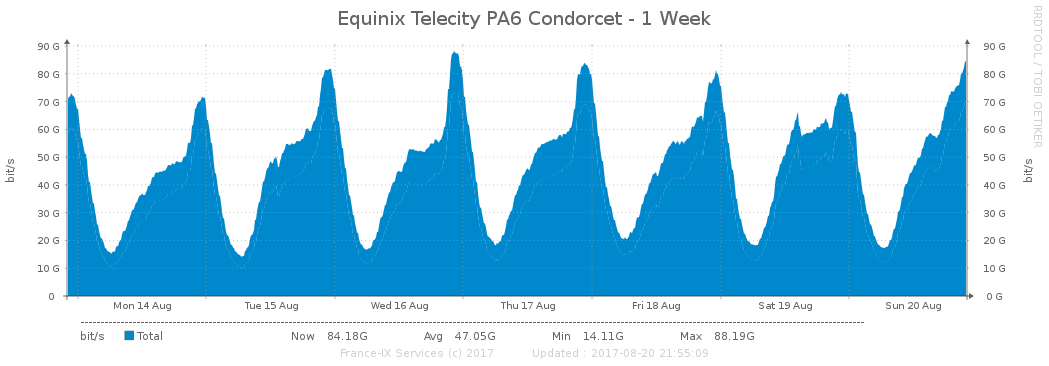 Equinix Telecity PA6 Condorcet - 1 Week
RRDTOOL / TOBI OETIKER
bit/s
90 G 90 G
80 G 80 G
70 G 70 G
60 G 60 G
50 G 50 G
40 G 40 G
30 G 30 G
20 G 20 G
10 G 10 G
0 0 G
bit/s
Mon 14 Aug Tue 15 Aug Wed 16 Aug Thu 17 Aug Fri 18 Aug Sat 19 Aug Sun 20 Aug
bit/s Total Now 84.18G Avg 47.05G Min 14.11G Max 88.19G
France-IX Services (c) 2017 Updated : 2017-08-20 21:55:09